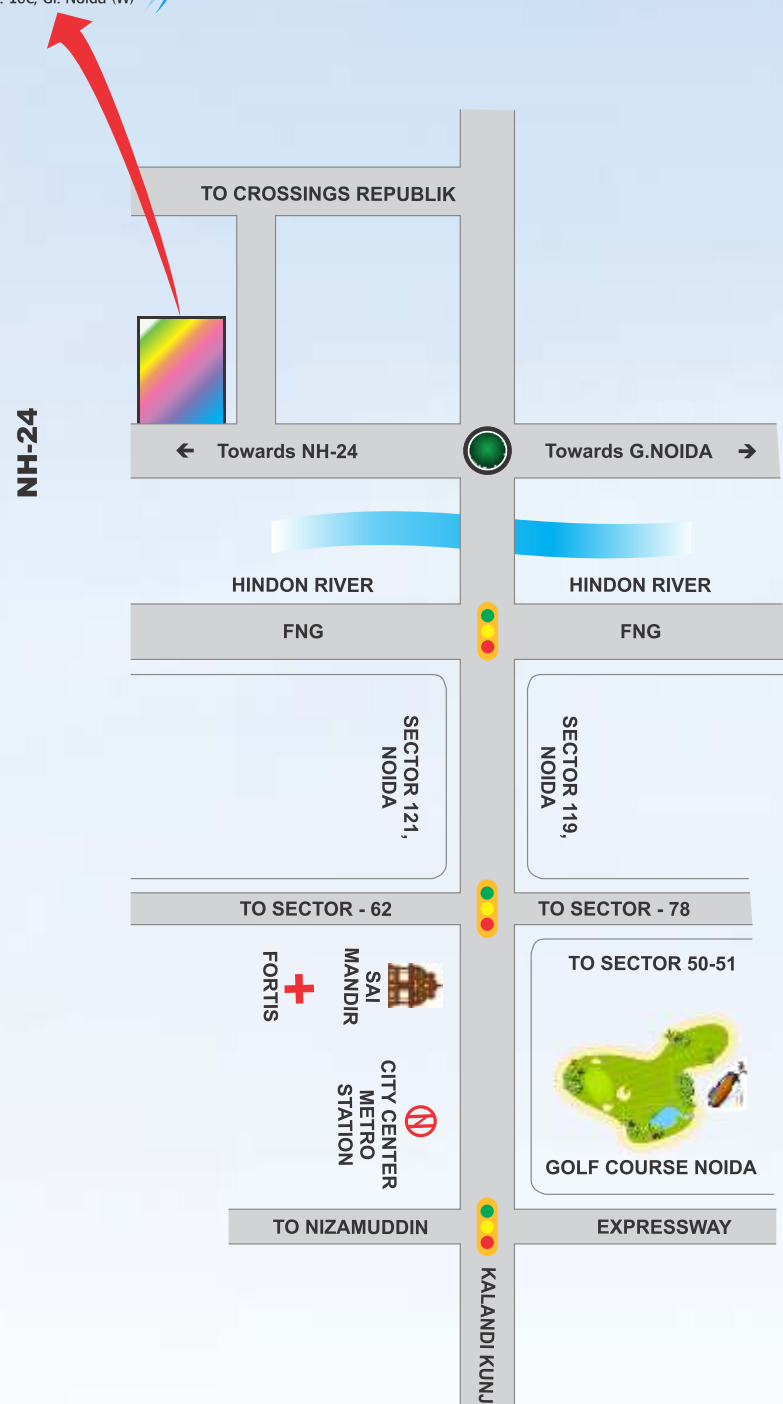 Gr. Noida (W)
TO CROSSINGS REPUBLIK
NH-24
Towards NH-24
Towards G.NOIDA
HINDON RIVER
HINDON RIVER
FNG
FNG
SECTOR 121,
NOIDA
SECTOR 119,
NOIDA
TO SECTOR - 62
TO SECTOR - 78
FORTIS
SAI
MANDIR
TO SECTOR 50-51
CITY CENTER
METRO
STATION
GOLF COURSE NOIDA
TO NIZAMUDDIN
EXPRESSWAY
KALANDI KUNJ